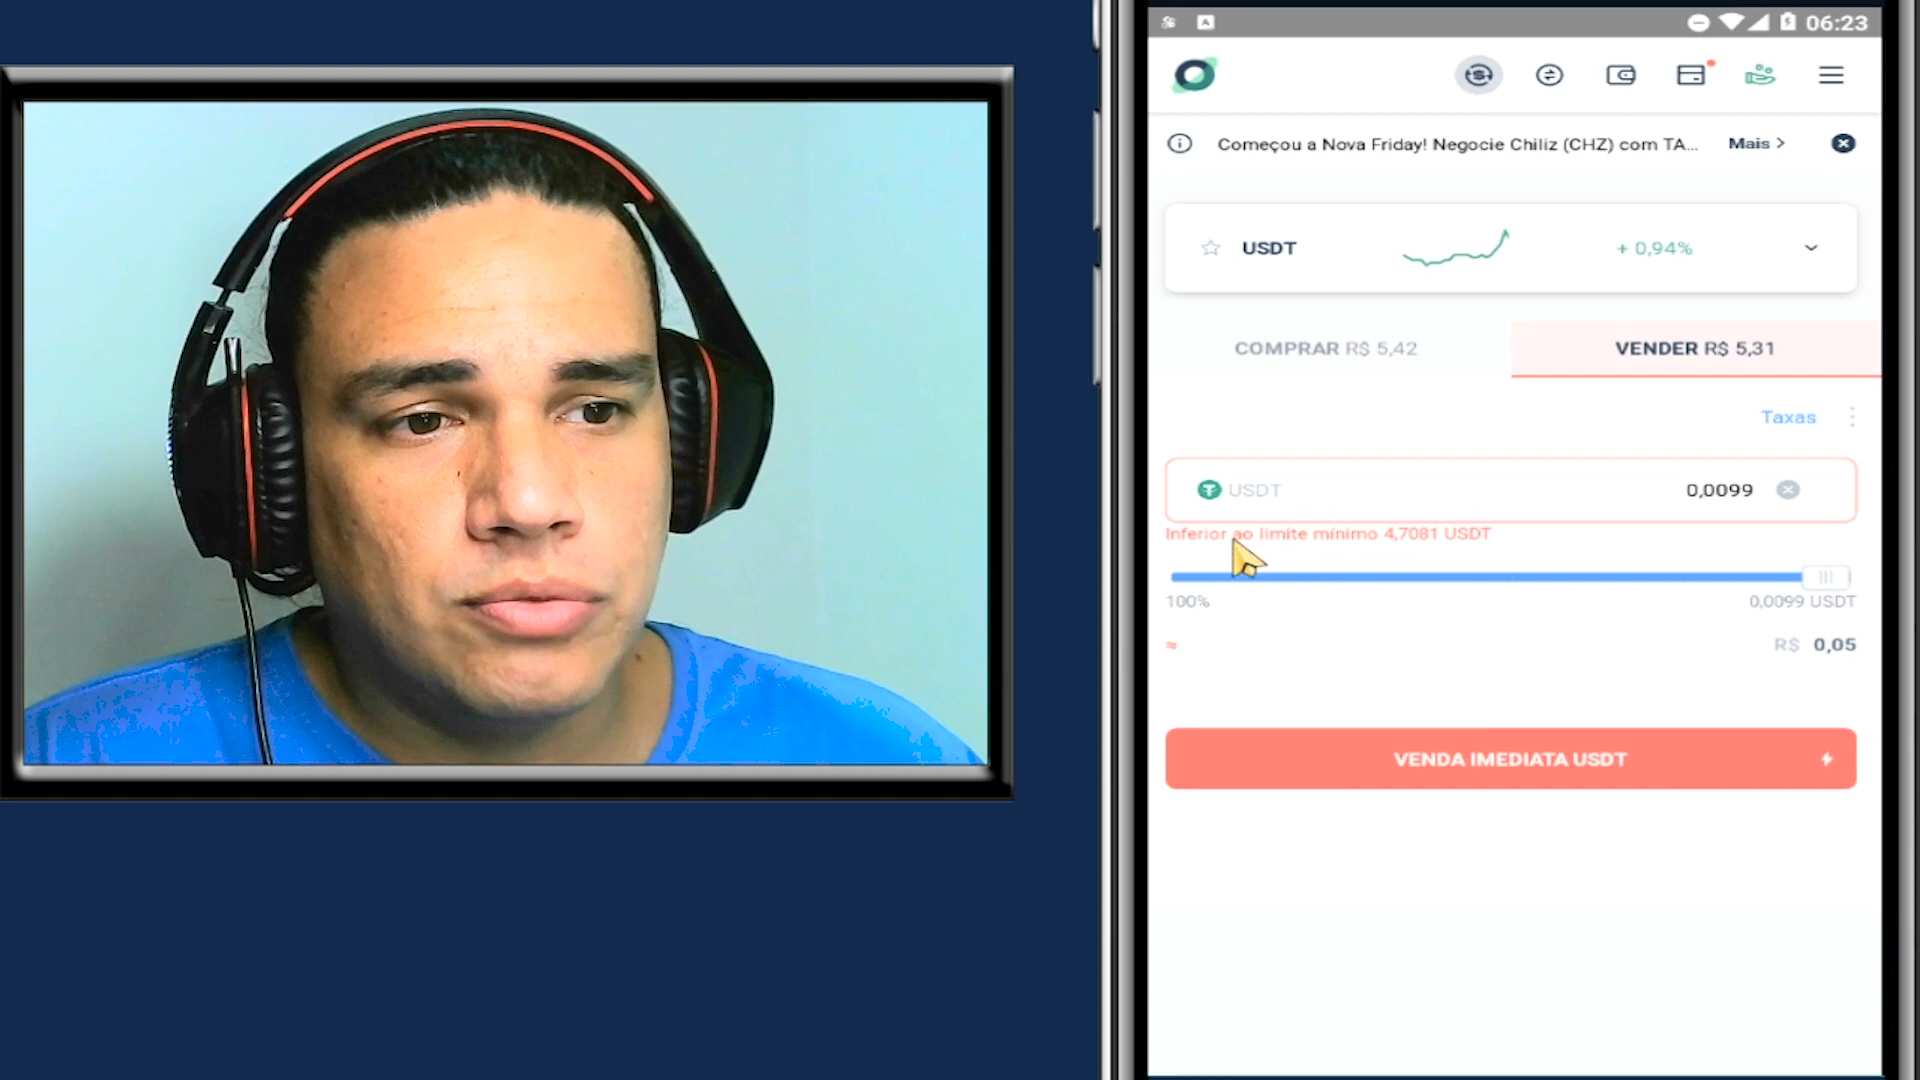 06:23
Começou a Nova Friday! Negocie Chiliz (CHZ) com TA... Mais >
USDT + 0,94%
COMPRAR R$ 5,42 VENDER R$ 5,31
Taxas
USDT 0,0099
Inferior ao limite mínimo 4,7081 USDT
100% 0,0099 USDT
≈ R$ 0,05
VENDA IMEDIATA USDT